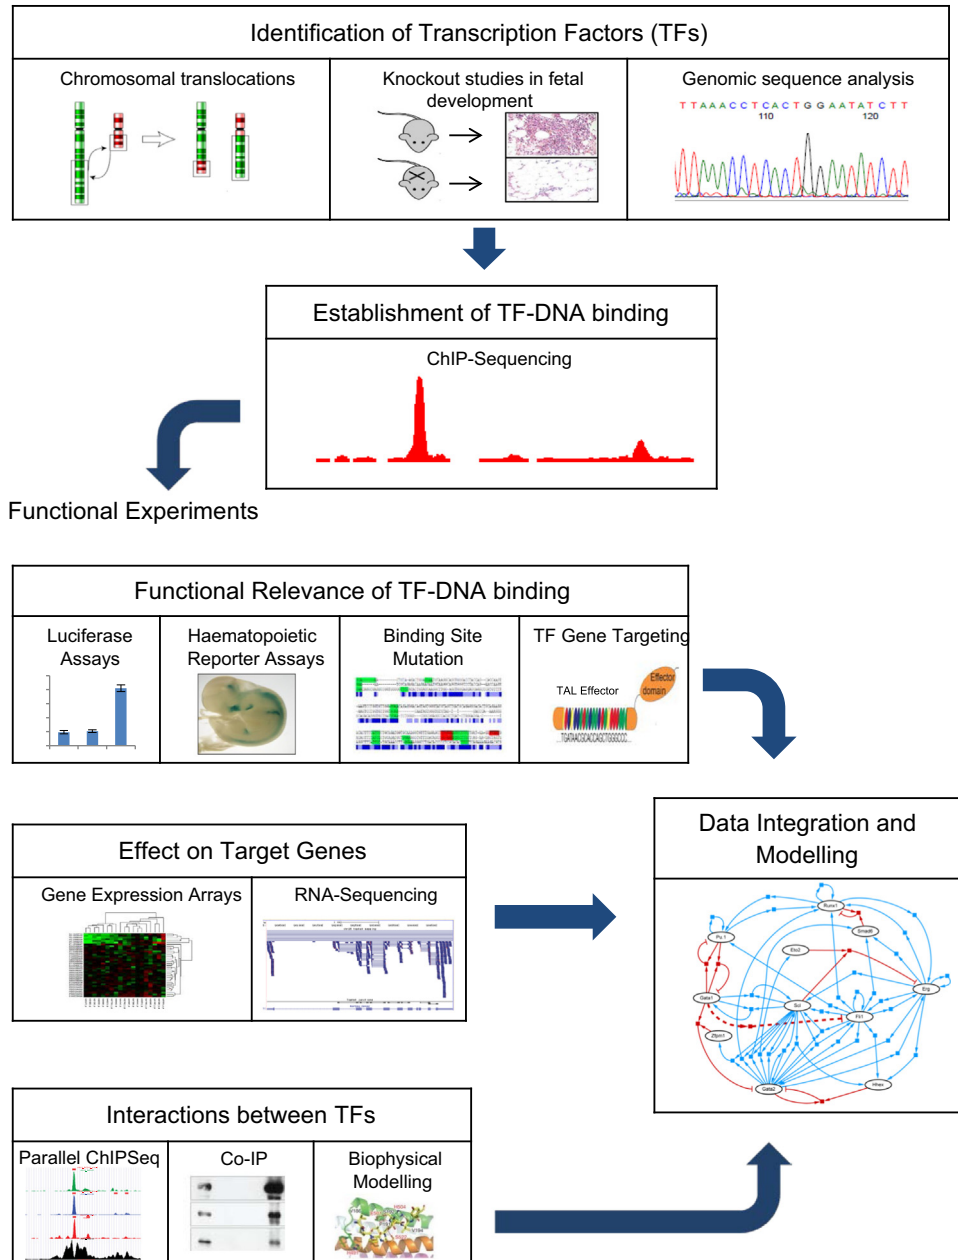 Identification of Transcription Factors (TFs)
Chromosomal translocations
Knockout studies in fetal
development
Genomic sequence analysis
T T A A A C C T C A C T G G A A T A T C T T
110 120
Establishment of TF-DNA binding
ChIP-Sequencing
Functional Experiments
Functional Relevance of TF-DNA binding
Luciferase
Assays
Haematopoietic
Reporter Assays
Binding Site
Mutation
TF Gene Targeting
TAL Effector
Effector
domain
TGATAACGCACCAGCTGGGCCC
Effect on Target Genes
Gene Expression Arrays
RNA-Sequencing
Data Integration and
Modelling
Runx1
Smad6
Pu.1
Eto2
Erg
Gata1
Scl
Fli1
Zfpm1
Gata2
Hhex
Interactions between TFs
Parallel ChIPSeq
Co-IP
Biophysical
Modelling